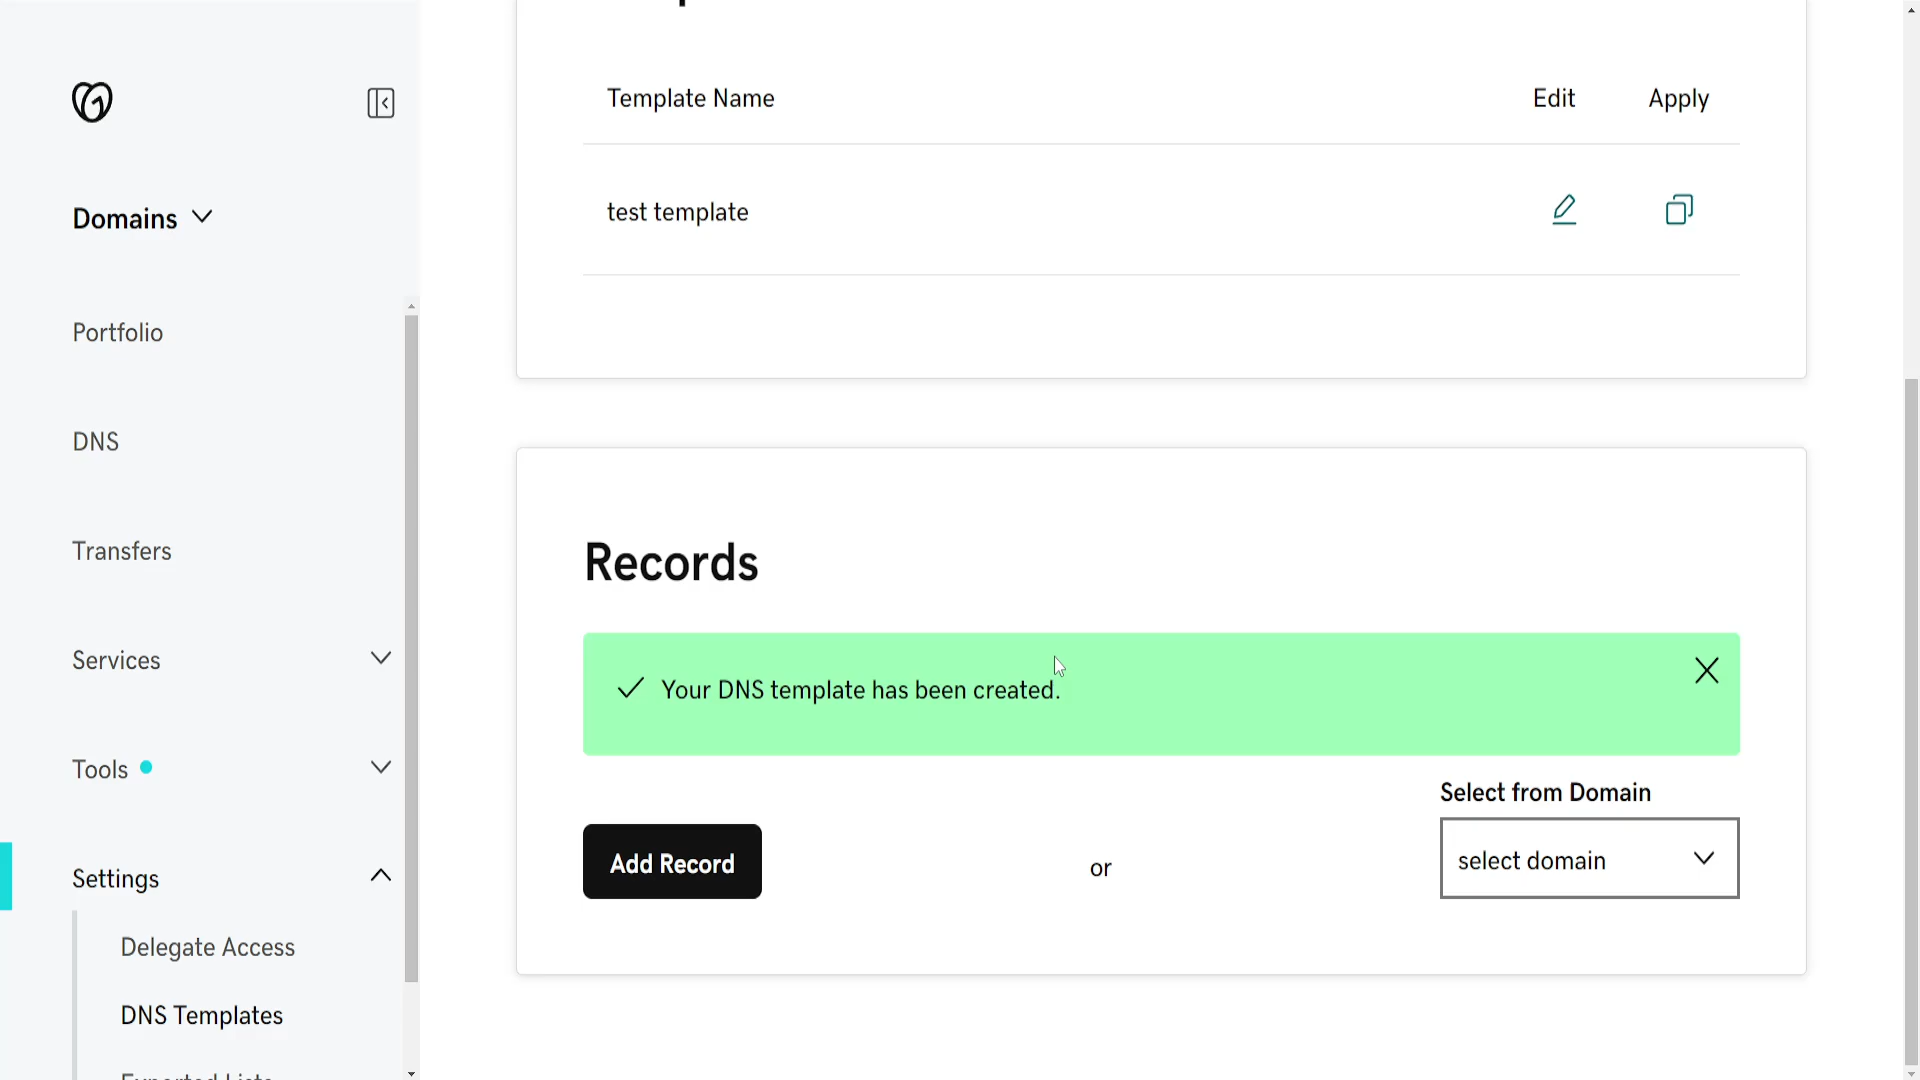 Template Name Edit Apply
test template
Domains
Portfolio
DNS
Transfers
Services
Tools
Settings
Delegate Access
DNS Templates
Records
Your DNS template has been created.
Select from Domain
Add Record or select domain